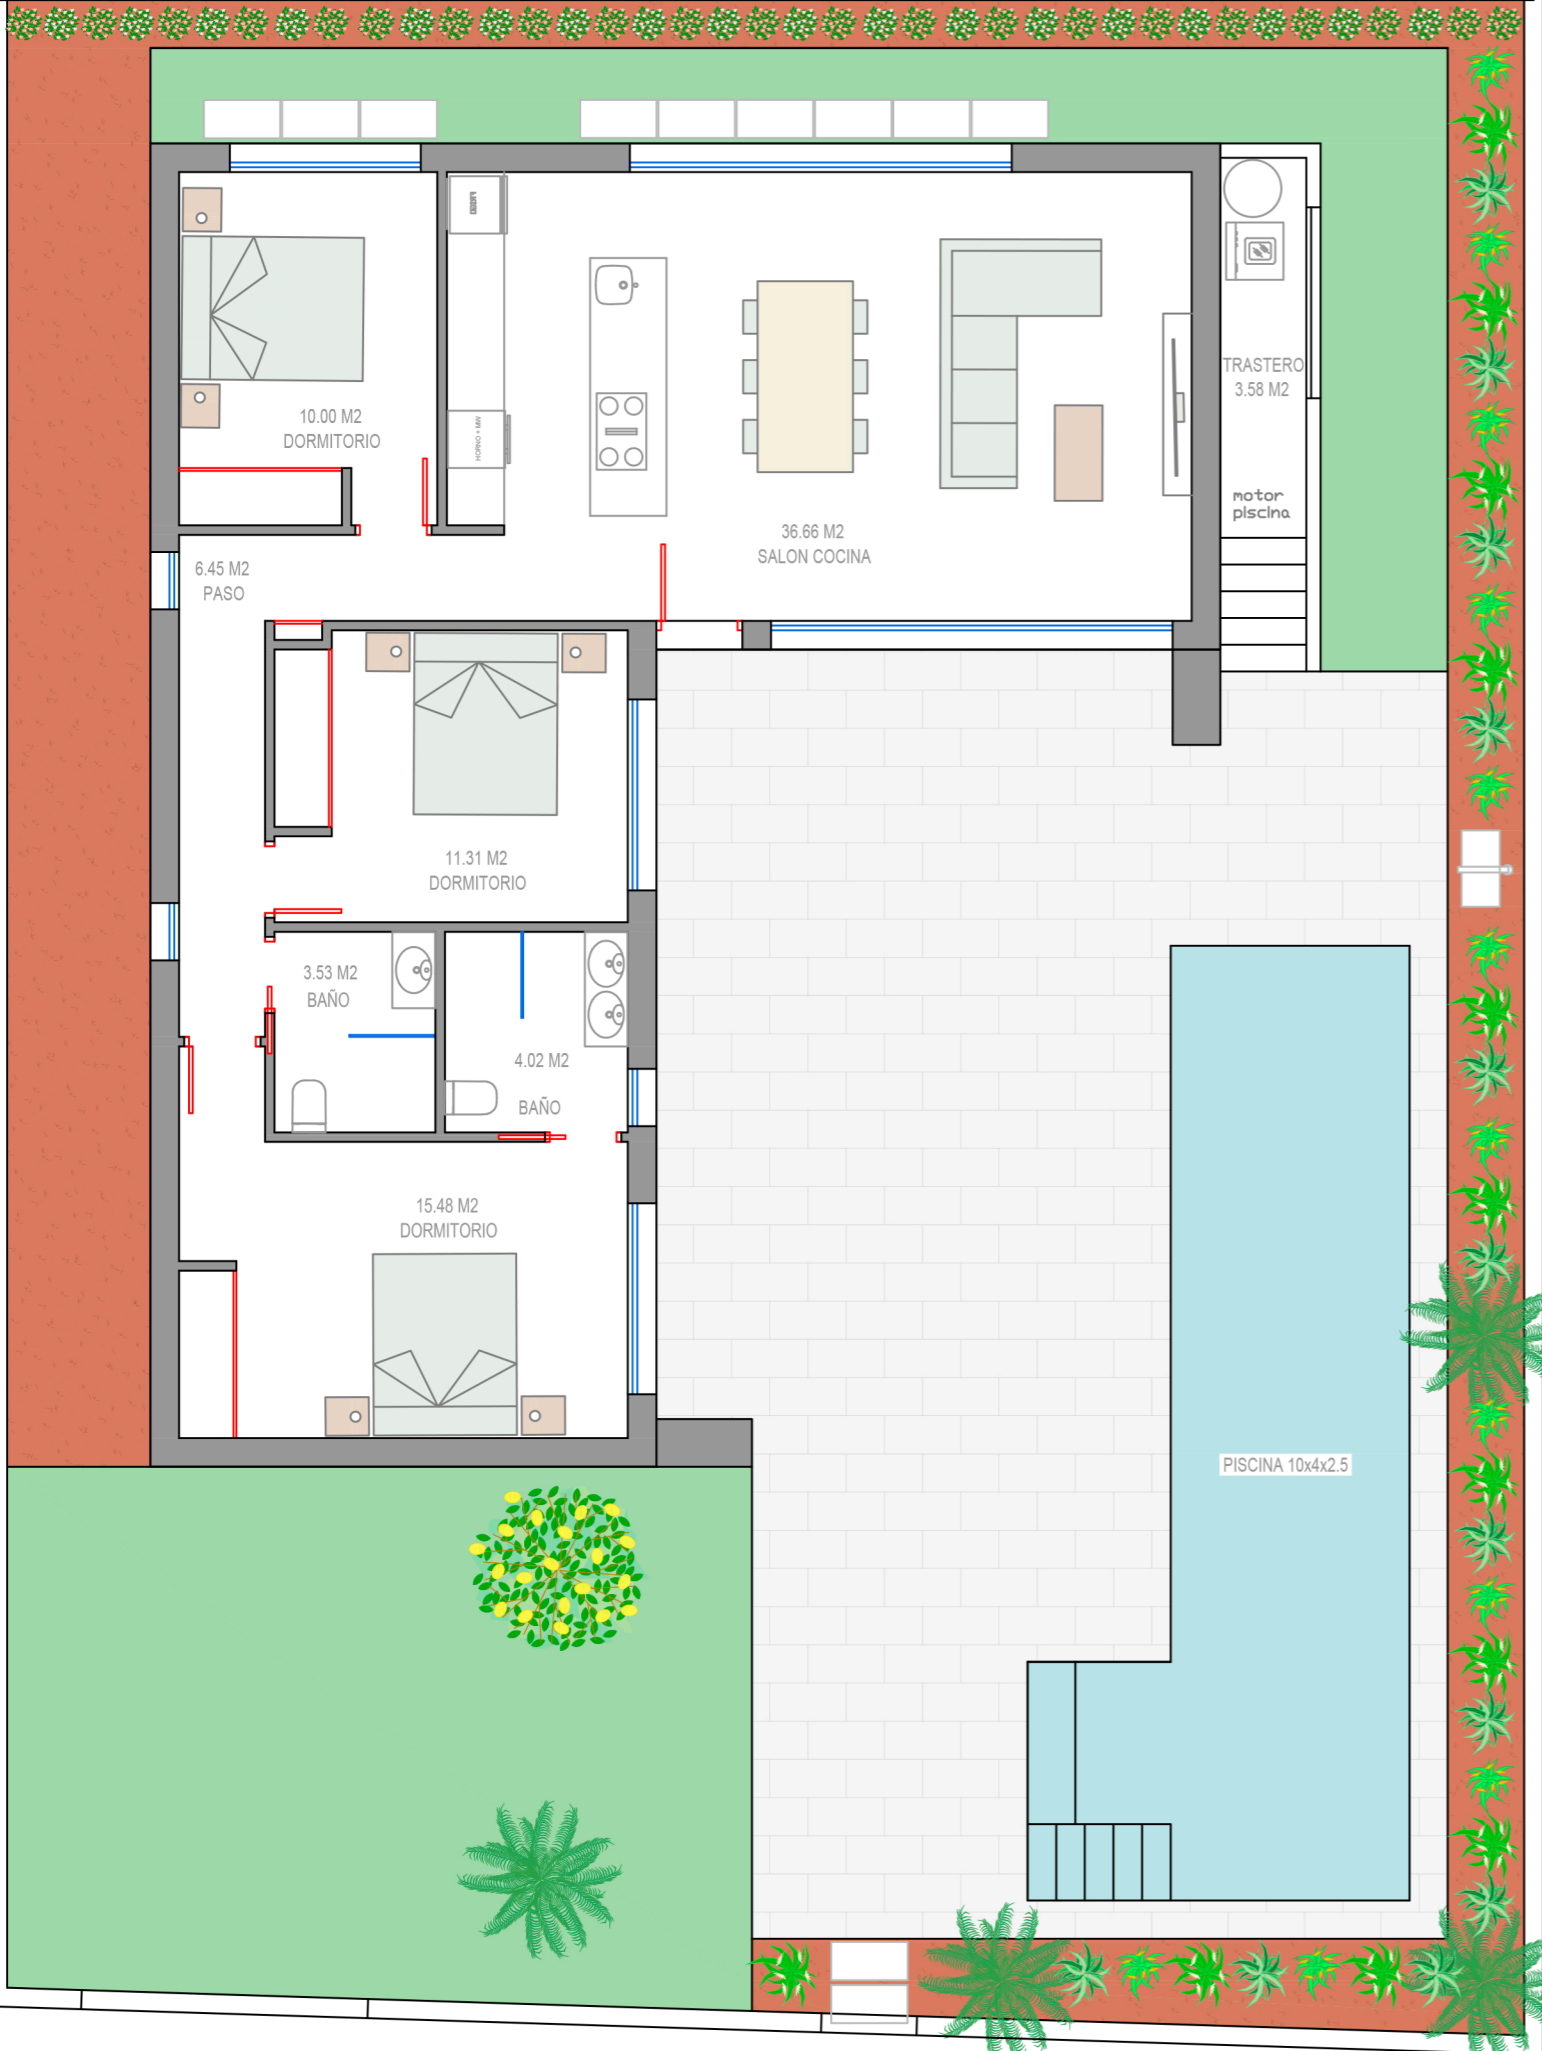 10.00 M2
DORMITORIO
HORNO + MW
TRASTERO
3.58 M2
motor
piscina
36.66 M2
SALON COCINA
6.45 M2
PASO
11.31 M2
DORMITORIO
3.53 M2
BAÑO
4.02 M2
BAÑO
15.48 M2
DORMITORIO
PISCINA 10x4x2.5